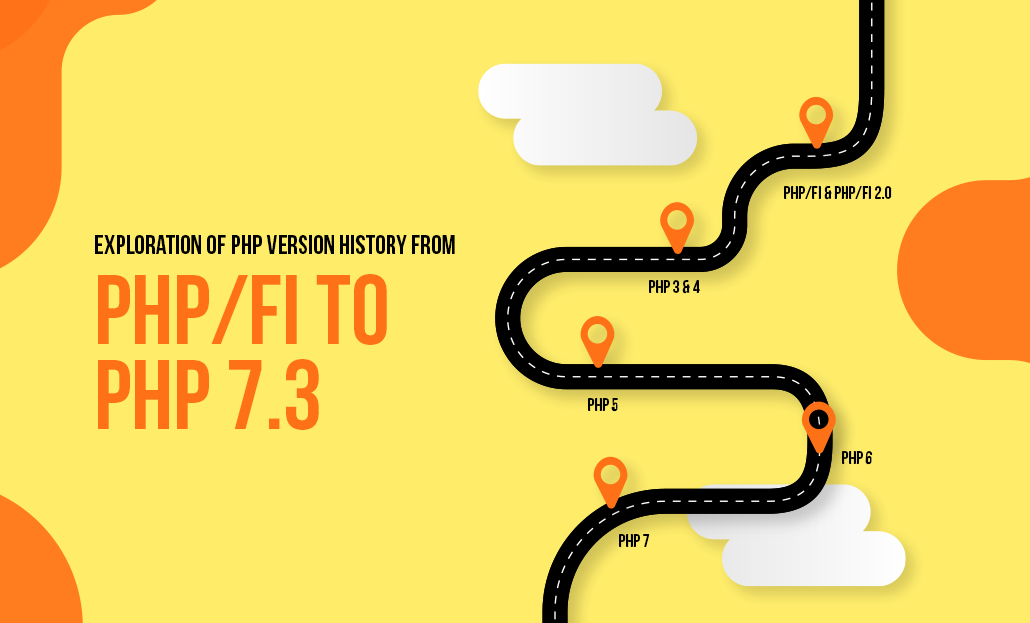 EXPLORATION OF PHP VERSION HISTORY FROM
PHP/FI TO
PHP 7.3
PHP/FI & PHP/FI 2.0
PHP 3 & 4
PHP 5
PHP 6
PHP 7